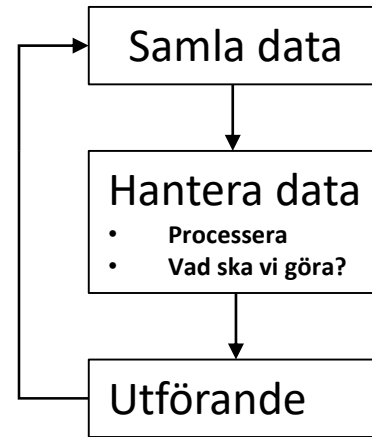 Samla data
Hantera data
• Processera
• Vad ska vi göra?
Utförande